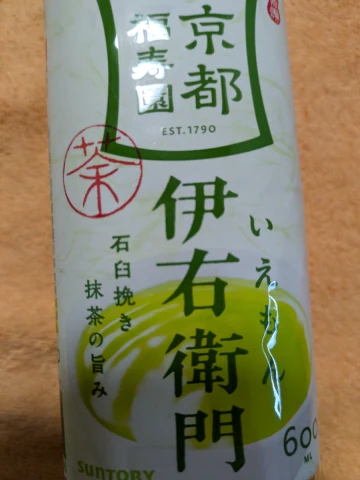 京都
福寿園
EST.1790
茶
伊右衛門
いえもん
石臼挽き
抹茶の旨み
600
ML
SUNTORY